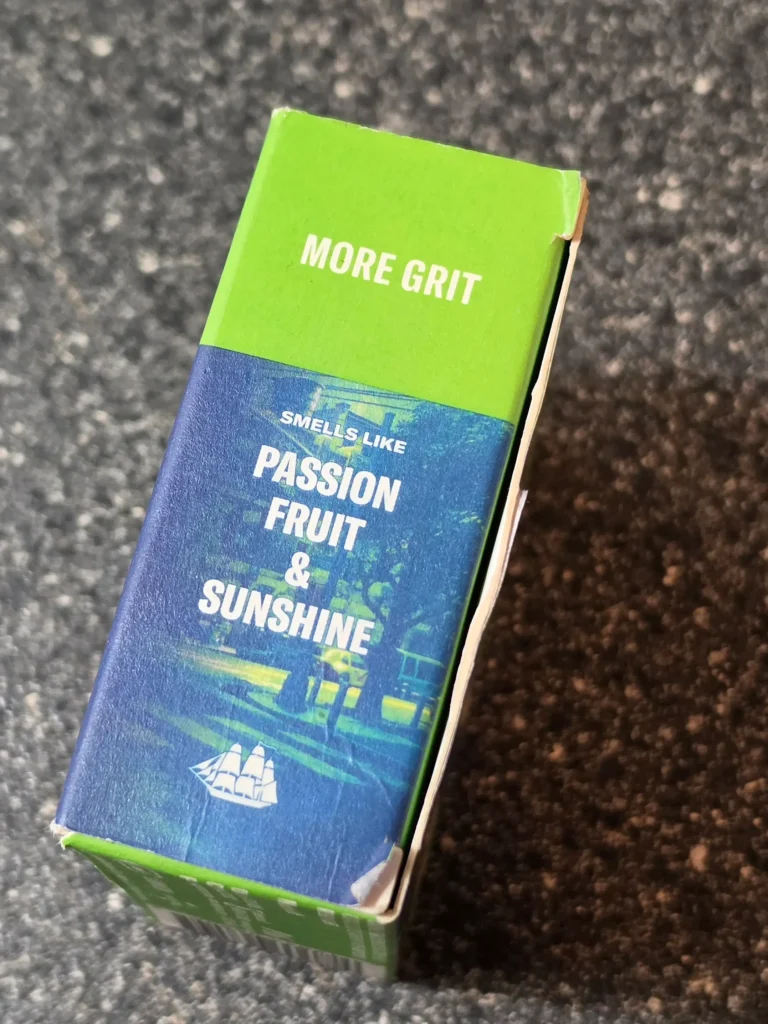 MORE GRIT
SMELLS LIKE
PASSION
FRUIT
&
SUNSHINE